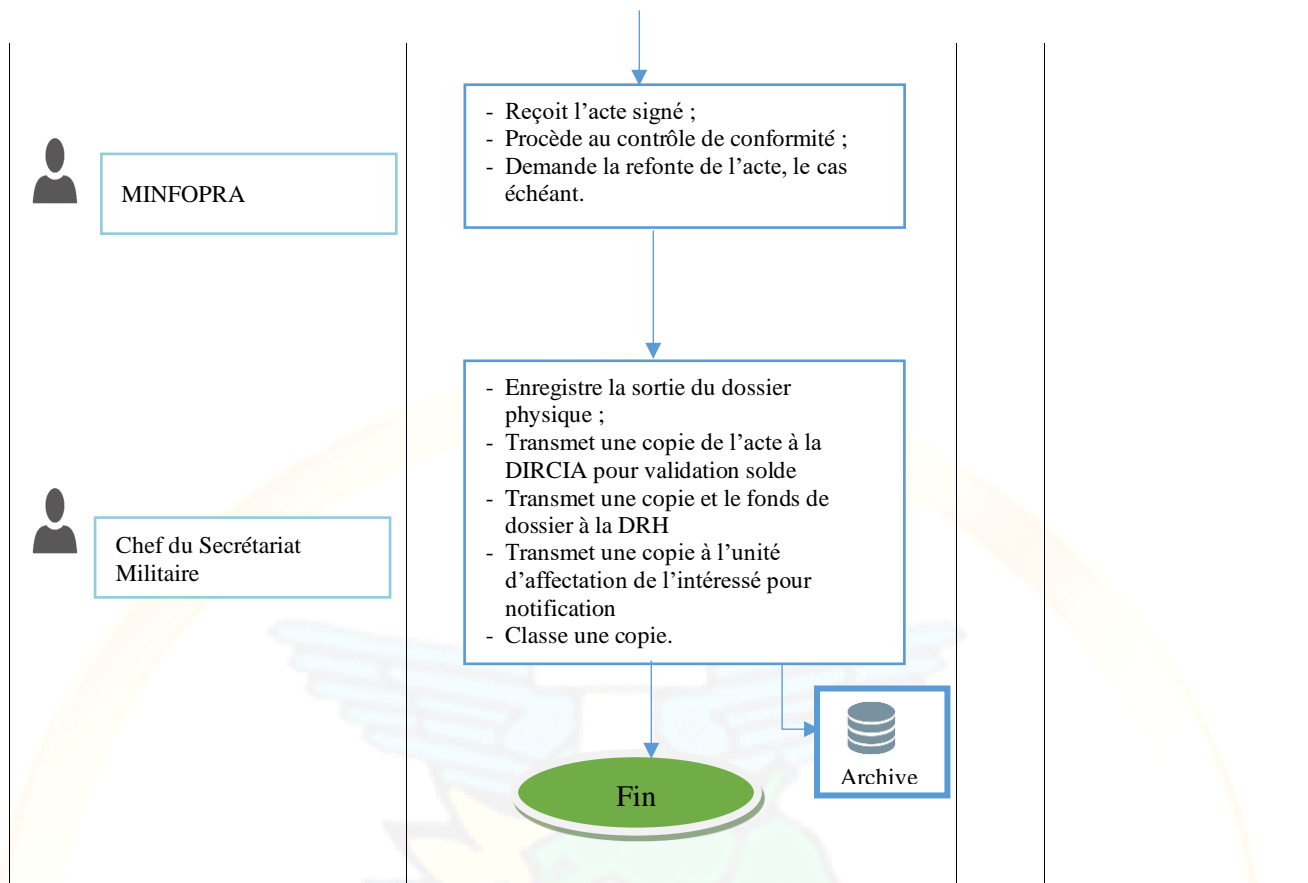 - Reçoit l’acte signé ;
- Procède au contrôle de conformité ;
- Demande la refonte de l’acte, le cas
échéant.
MINFOPRA
- Enregistre la sortie du dossier
physique ;
- Transmet une copie de l’acte à la
DIRCIA pour validation solde
- Transmet une copie et le fonds de
dossier à la DRH
- Transmet une copie à l’unité
d’affectation de l’intéressé pour
notification
- Classe une copie.
Chef du Secrétariat
Militaire
Archive
Fin